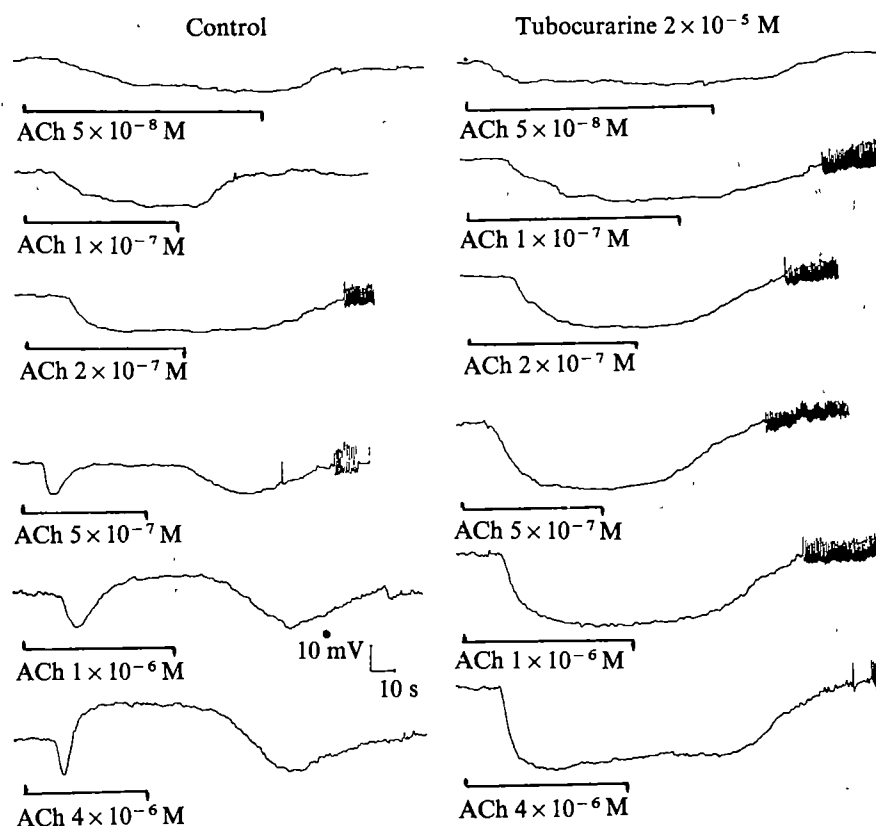 Control
Tubocurarine 2 × 10⁻⁵ M
ACh 5 × 10⁻⁸ M
ACh 5 × 10⁻⁸ M
ACh 1 × 10⁻⁷ M
ACh 1 × 10⁻⁷ M
ACh 2 × 10⁻⁷ M
ACh 2 × 10⁻⁷ M
ACh 5 × 10⁻⁷ M
ACh 5 × 10⁻⁷ M
10 mV
10 s
ACh 1 × 10⁻⁶ M
ACh 1 × 10⁻⁶ M
ACh 4 × 10⁻⁶ M
ACh 4 × 10⁻⁶ M